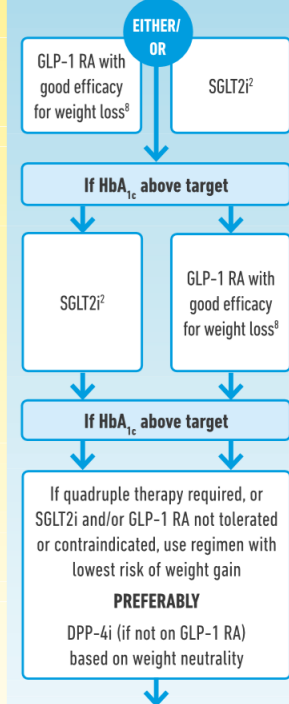 EITHER/
OR
GLP-1 RA with
good efficacy
for weight loss⁸
SGLT2i²
If HbA₁c above target
SGLT2i²
GLP-1 RA with
good efficacy
for weight loss⁸
If HbA₁c above target
If quadruple therapy required, or
SGLT2i and/or GLP-1 RA not tolerated
or contraindicated, use regimen with
lowest risk of weight gain
PREFERABLY
DPP-4i (if not on GLP-1 RA)
based on weight neutrality